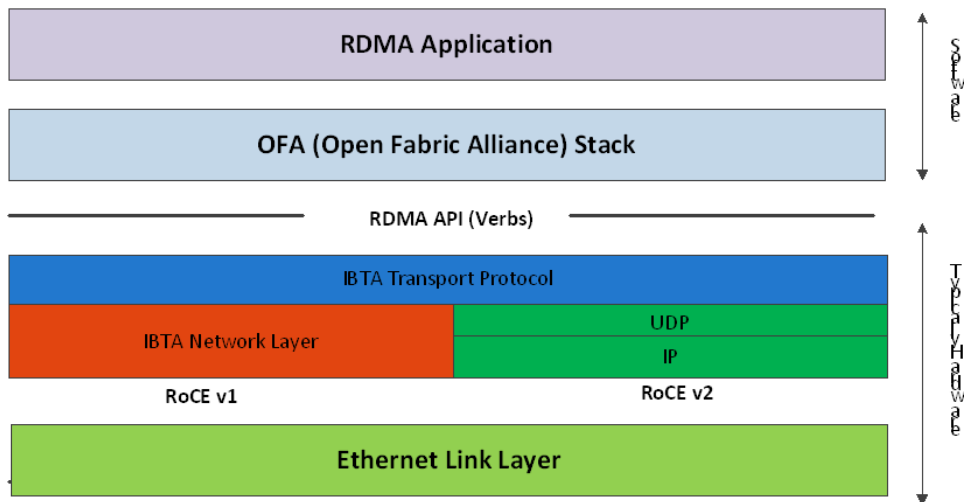 RDMA Application
OFA (Open Fabric Alliance) Stack
Software
RDMA API (Verbs)
IBTA Transport Protocol
IBTA Network Layer
UDP
IP
RoCE v1
RoCE v2
Typically Hardware
Ethernet Link Layer